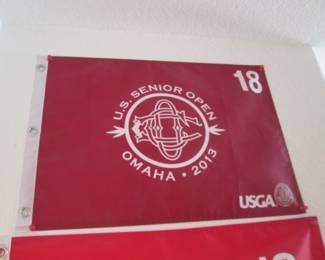 18
U.S. SENIOR OPEN
OMAHA • 2013
USGA